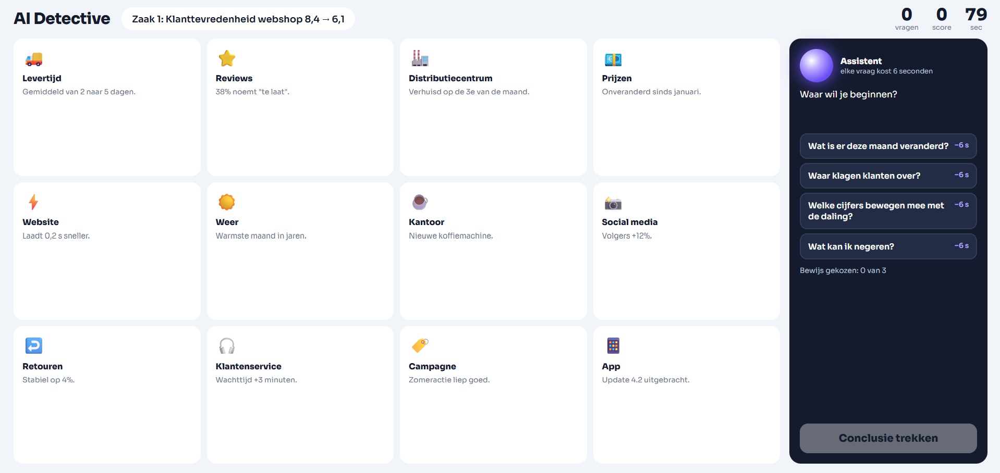 AI Detective
Zaak 1: Klanttevredenheid webshop 8,4 → 6,1
0
vragen
0
score
79
sec
Levertijd
Gemiddeld van 2 naar 5 dagen.
Reviews
38% noemt "te laat".
Distributiecentrum
Verhuisd op de 3e van de maand.
Prijzen
Onveranderd sinds januari.
Website
Laadt 0,2 s sneller.
Weer
Warmste maand in jaren.
Kantoor
Nieuwe koffiemachine.
Social media
Volgers +12%.
Retouren
Stabiel op 4%.
Klantenservice
Wachttijd +3 minuten.
Campagne
Zomeractie liep goed.
App
Update 4.2 uitgebracht.
Assistent
elke vraag kost 6 seconden
Waar wil je beginnen?
Wat is er deze maand veranderd? −6 s
Waar klagen klanten over? −6 s
Welke cijfers bewegen mee met −6 s
de daling?
Wat kan ik negeren? −6 s
Bewijs gekozen: 0 van 3
Conclusie trekken